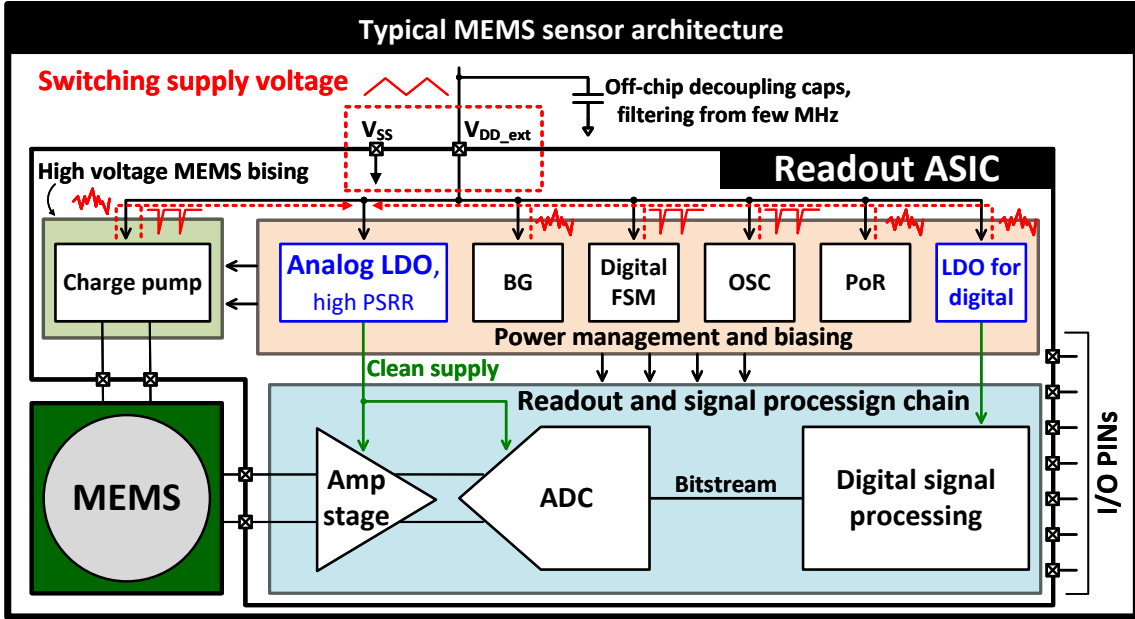 Typical MEMS sensor architecture
Switching supply voltage
Off-chip decoupling caps,
filtering from few MHz
VSS
VDD_ext
High voltage MEMS bising
Readout ASIC
Charge pump
Analog LDO,
high PSRR
BG
Digital
FSM
OSC
PoR
LDO for
digital
Power management and biasing
Clean supply
Readout and signal processign chain
MEMS
Amp
stage
ADC
Bitstream
Digital signal
processing
I/O PINs